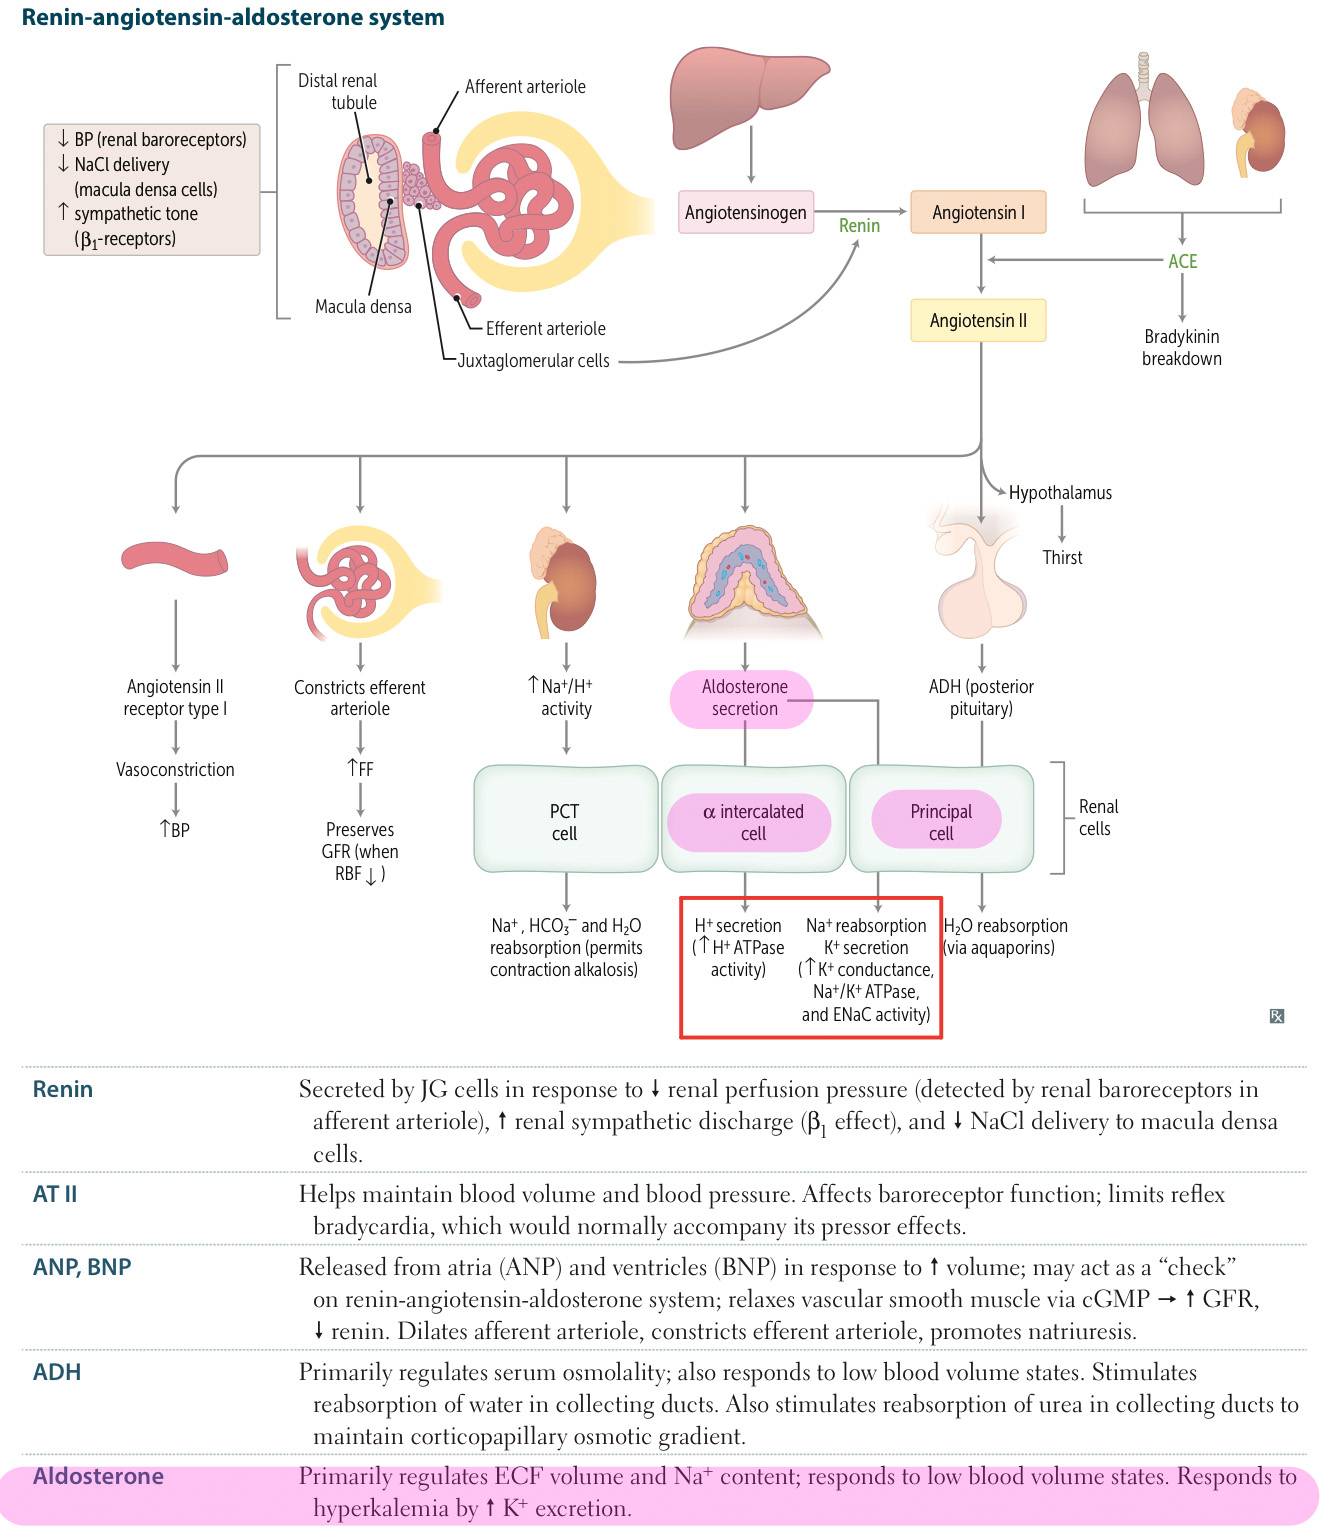 Renin-angiotensin-aldosterone system
Distal renal
tubule
Afferent arteriole
↓ BP (renal baroreceptors)
↓ NaCl delivery
(macula densa cells)
↑ sympathetic tone
(β₁-receptors)
Macula densa
Efferent arteriole
Juxtaglomerular cells
Angiotensinogen
Renin
Angiotensin I
ACE
Angiotensin II
Bradykinin
breakdown
Hypothalamus
Thirst
Angiotensin II
receptor type I
Vasoconstriction
↑BP
Constricts efferent
arteriole
↑FF
Preserves
GFR (when
RBF ↓)
↑Na⁺/H⁺
activity
Aldosterone
secretion
ADH (posterior
pituitary)
PCT
cell
α intercalated
cell
Principal
cell
Renal
cells
Na⁺, HCO₃⁻ and H₂O
reabsorption (permits
contraction alkalosis)
H⁺ secretion
(↑H⁺ ATPase
activity)
Na⁺ reabsorption
K⁺ secretion
(↑K⁺ conductance,
Na⁺/K⁺ ATPase,
and ENaC activity)
H₂O reabsorption
(via aquaporins)
Rx
Renin
Secreted by JG cells in response to ↓ renal perfusion pressure (detected by renal baroreceptors in
afferent arteriole), ↑ renal sympathetic discharge (β₁ effect), and ↓ NaCl delivery to macula densa
cells.
AT II
Helps maintain blood volume and blood pressure. Affects baroreceptor function; limits reflex
bradycardia, which would normally accompany its pressor effects.
ANP, BNP
Released from atria (ANP) and ventricles (BNP) in response to ↑ volume; may act as a “check”
on renin-angiotensin-aldosterone system; relaxes vascular smooth muscle via cGMP → ↑ GFR,
↓ renin. Dilates afferent arteriole, constricts efferent arteriole, promotes natriuresis.
ADH
Primarily regulates serum osmolality; also responds to low blood volume states. Stimulates
reabsorption of water in collecting ducts. Also stimulates reabsorption of urea in collecting ducts to
maintain corticopapillary osmotic gradient.
Aldosterone
Primarily regulates ECF volume and Na⁺ content; responds to low blood volume states. Responds to
hyperkalemia by ↑ K⁺ excretion.